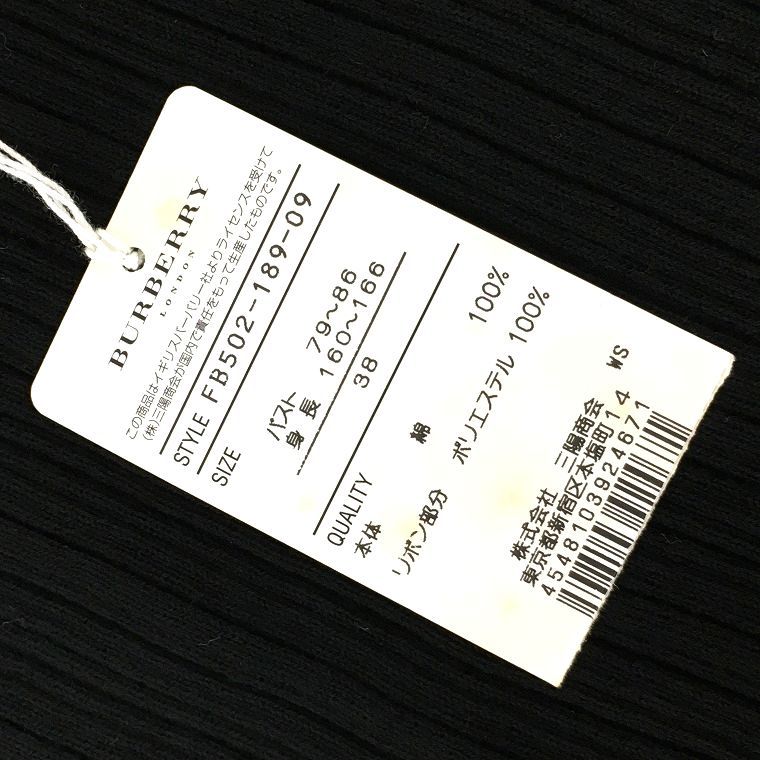 BURBERRY
LONDON
この商品はイギリスバーバリー社よりライセンスを受けて
(株)三陽商会が国内で責任をもって生産したものです。
STYLE FB502-189-09
SIZE
バスト 79~86
身長 160~166
38
QUALITY
本体 綿 100%
リボン部分 ポリエステル 100%
株式会社 三陽商会 WS
東京都新宿区本塩町14
4548103924671